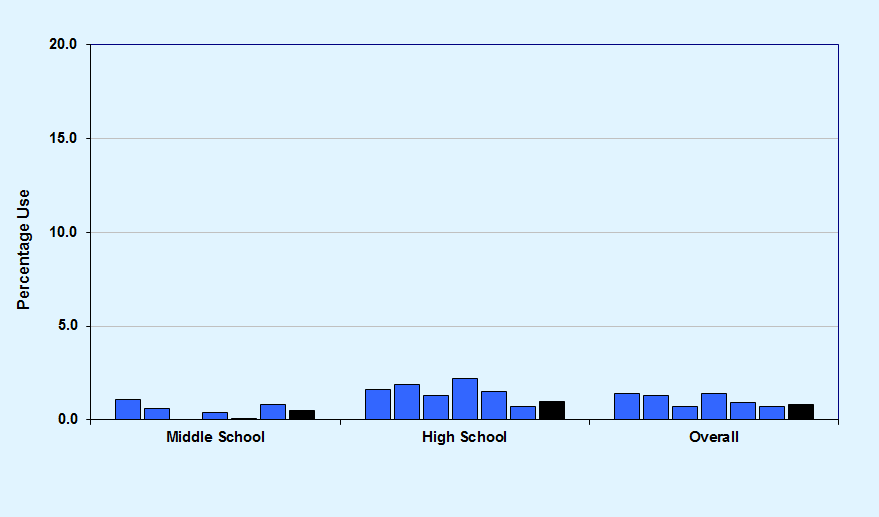 20.0
15.0
10.0
5.0
0.0
Percentage Use
Middle School
High School
Overall